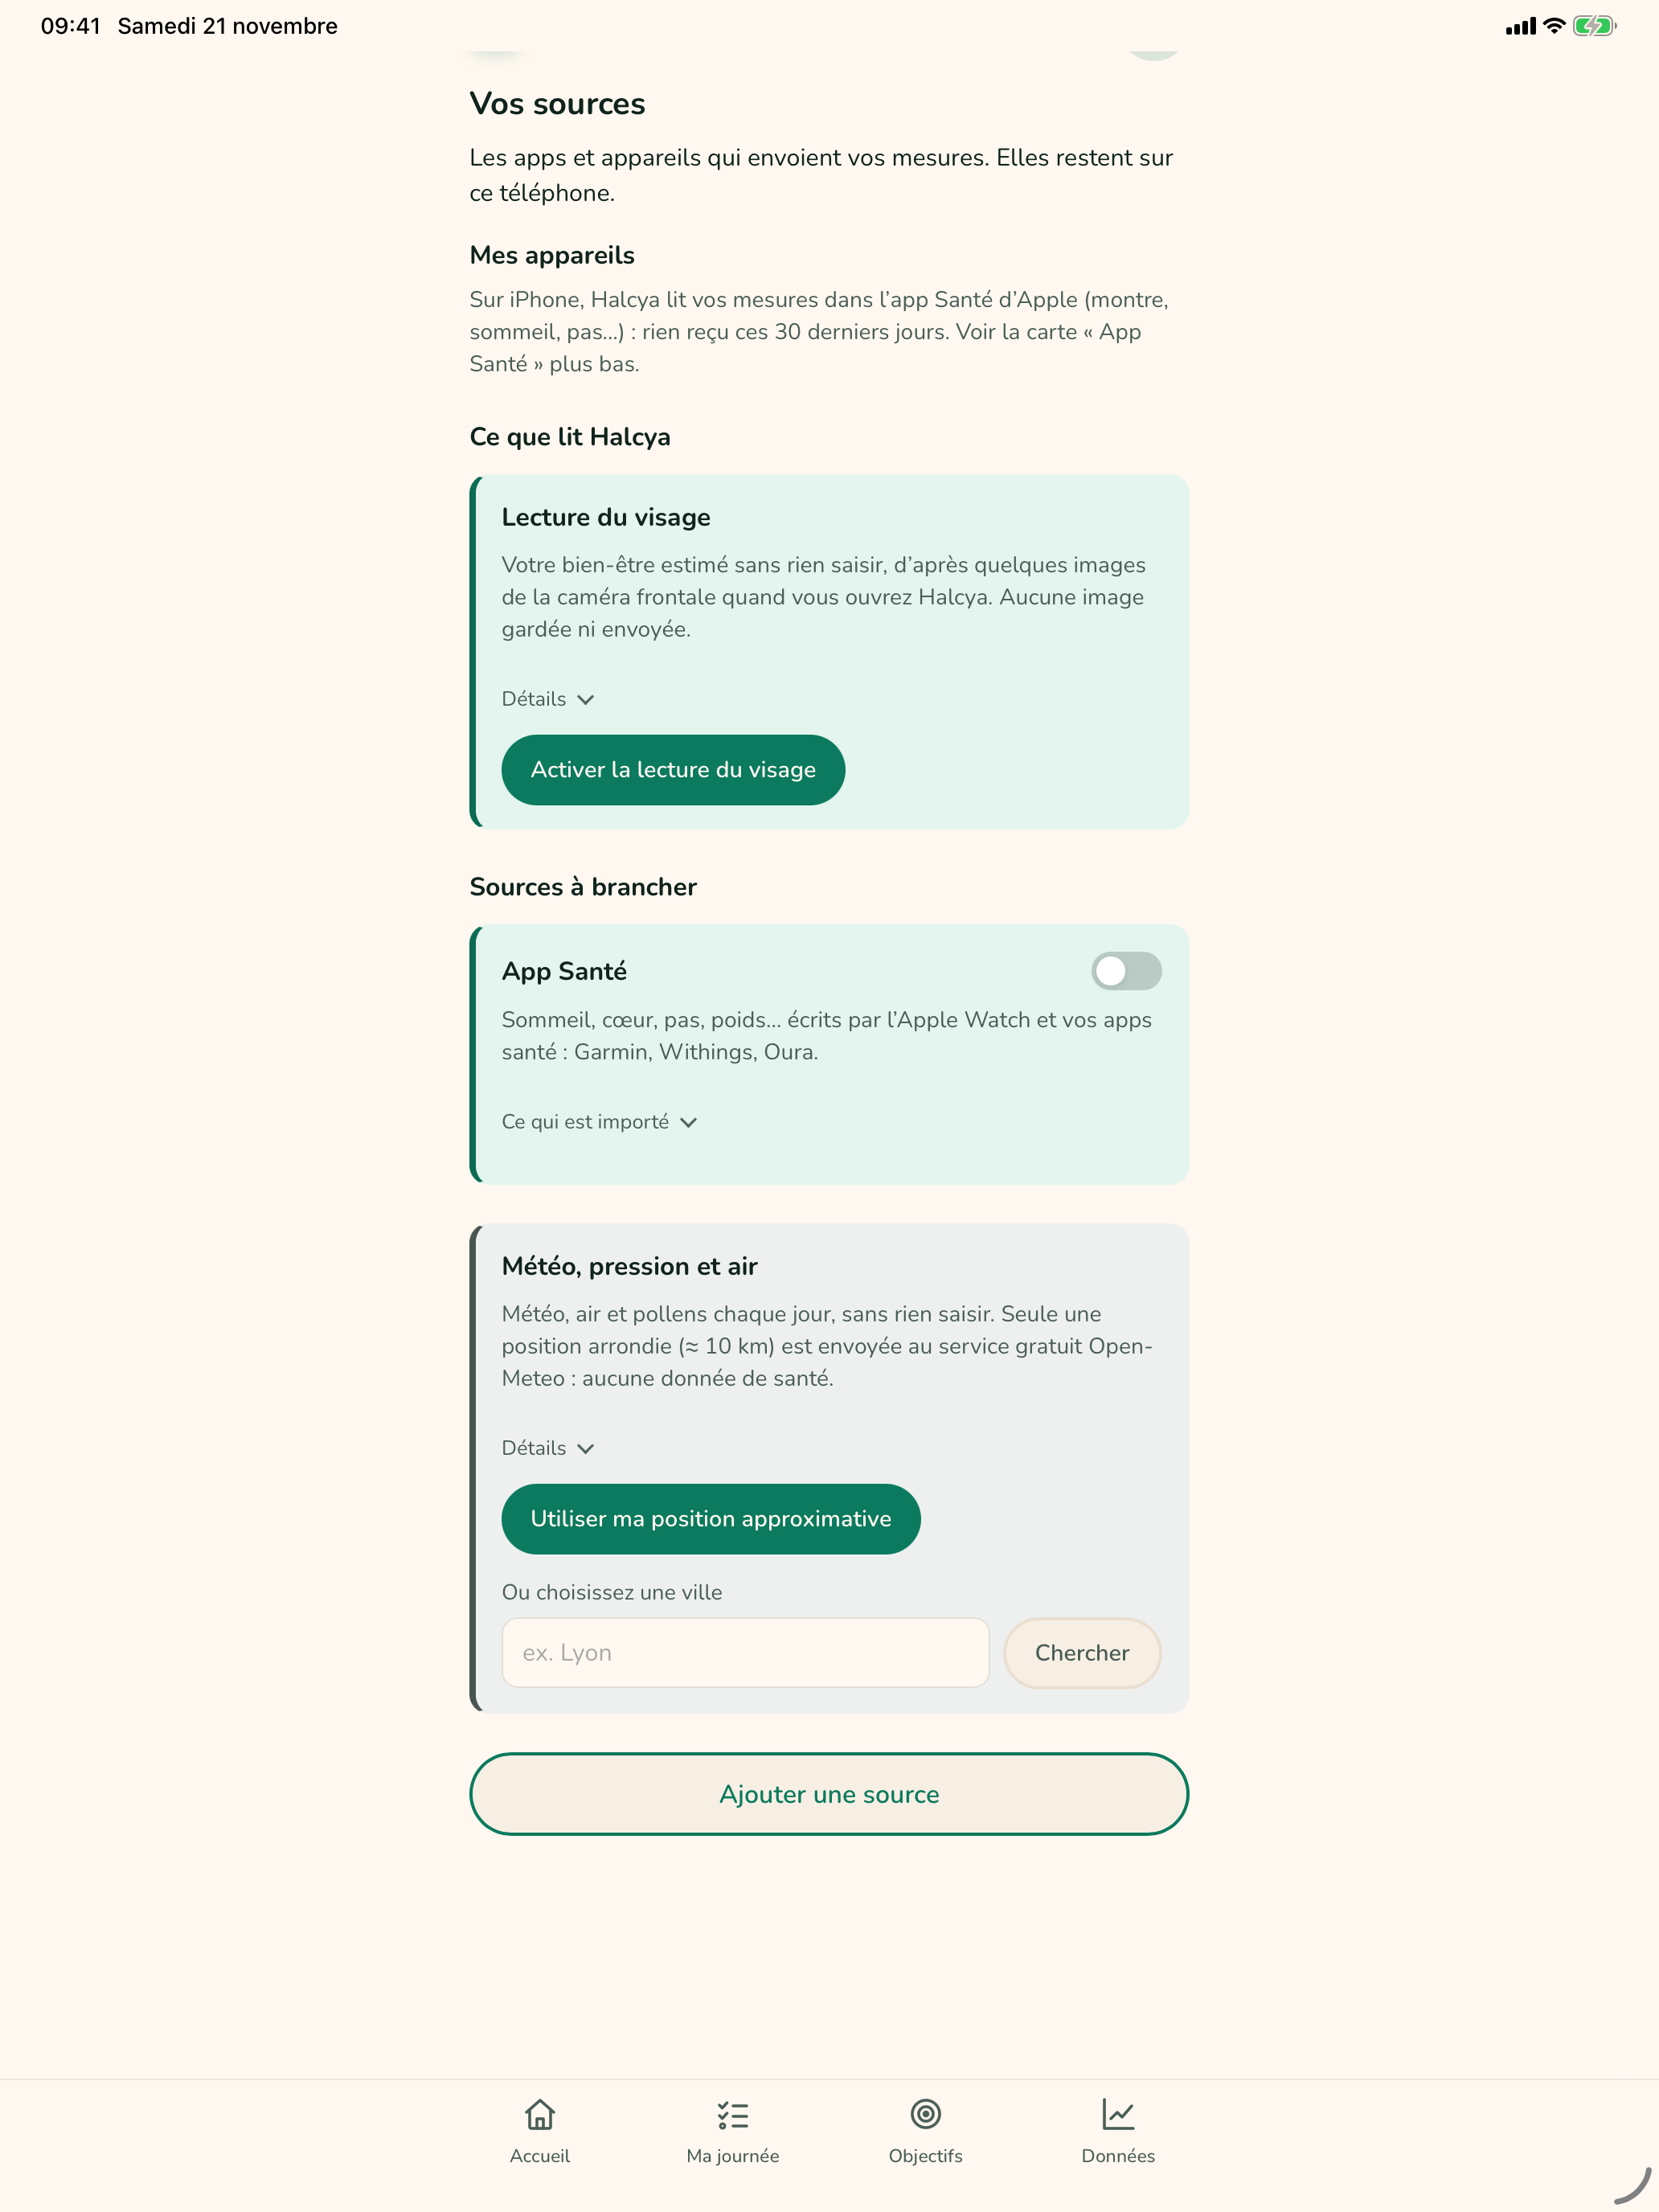 09:41 Samedi 21 novembre
Vos sources
Les apps et appareils qui envoient vos mesures. Elles restent sur
ce téléphone.
Mes appareils
Sur iPhone, Halcya lit vos mesures dans l’app Santé d’Apple (montre,
sommeil, pas…) : rien reçu ces 30 derniers jours. Voir la carte « App
Santé » plus bas.
Ce que lit Halcya
Lecture du visage
Votre bien-être estimé sans rien saisir, d’après quelques images
de la caméra frontale quand vous ouvrez Halcya. Aucune image
gardée ni envoyée.
Détails
Activer la lecture du visage
Sources à brancher
App Santé
Sommeil, cœur, pas, poids… écrits par l’Apple Watch et vos apps
santé : Garmin, Withings, Oura.
Ce qui est importé
Météo, pression et air
Météo, air et pollens chaque jour, sans rien saisir. Seule une
position arrondie (≈ 10 km) est envoyée au service gratuit Open-
Meteo : aucune donnée de santé.
Détails
Utiliser ma position approximative
Ou choisissez une ville
ex. Lyon
Chercher
Ajouter une source
Accueil
Ma journée
Objectifs
Données